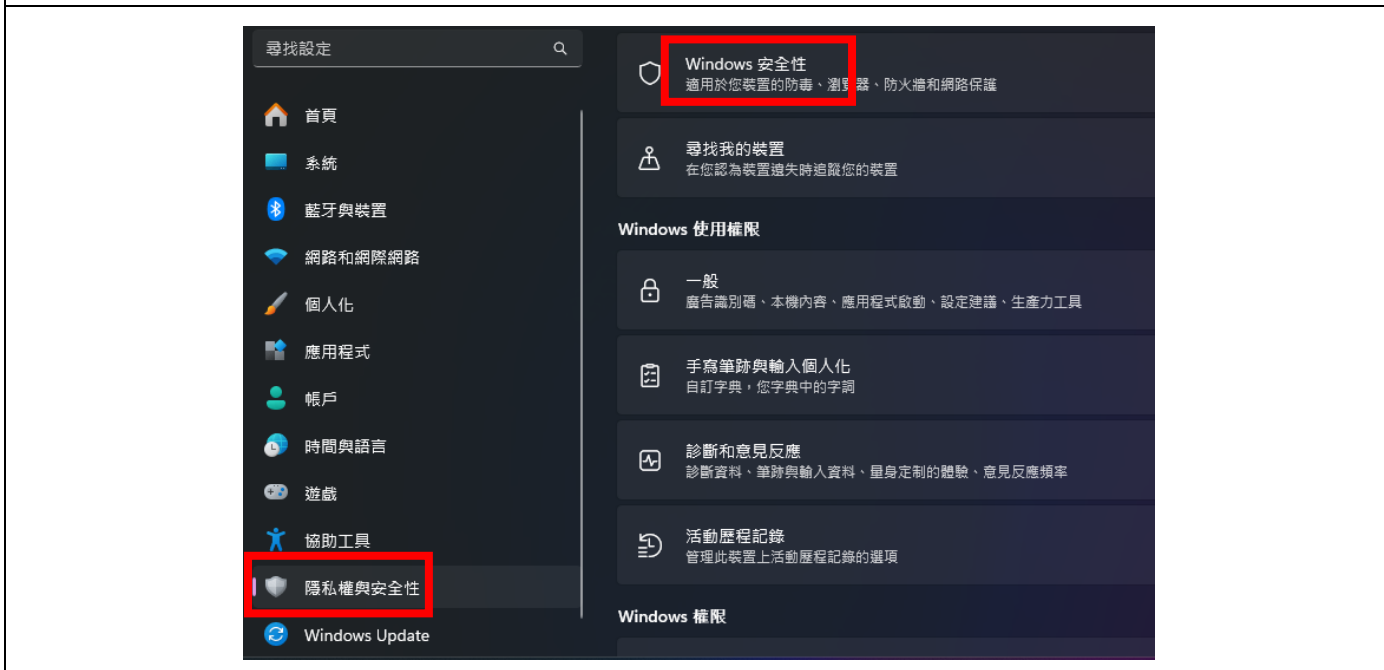 尋找設定
首頁
系統
藍牙與裝置
網路和網際網路
個人化
應用程式
帳戶
時間與語言
遊戲
協助工具
隱私權與安全性
Windows Update
Windows 安全性
適用於您裝置的防毒、瀏覽器、防火牆和網路保護
尋找我的裝置
在您認為裝置遺失時追蹤您的裝置
Windows 使用權限
一般
廣告識別碼、本機內容、應用程式啟動、設定建議、生產力工具
手寫筆跡與輸入個人化
自訂字典，您字典中的字詞
診斷和意見反應
診斷資料、筆跡與輸入資料、量身定制的體驗、意見反應頻率
活動歷程記錄
管理此裝置上活動歷程記錄的選項
Windows 權限